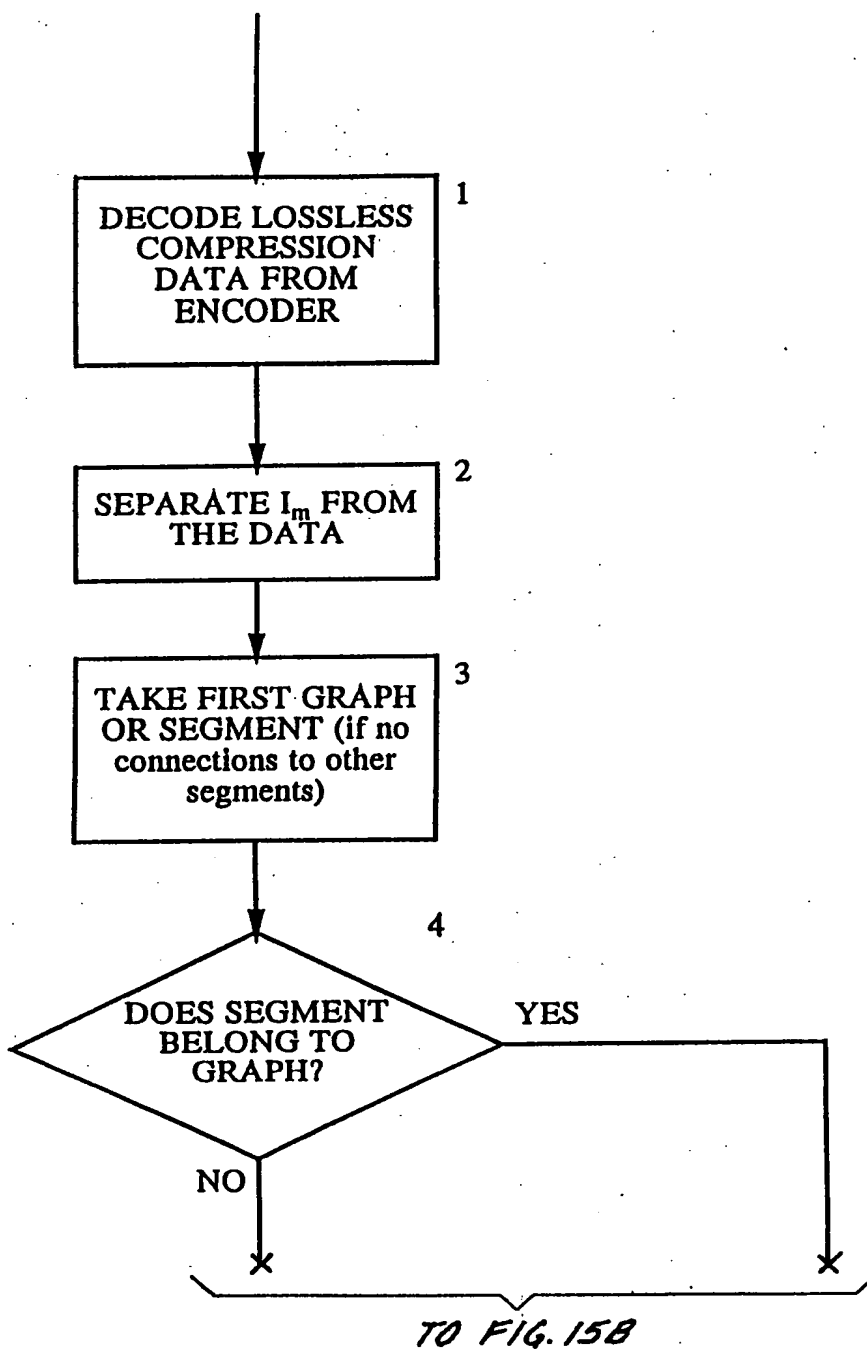 1
DECODE LOSSLESS
COMPRESSION
DATA FROM
ENCODER
2
SEPARATE Iₘ FROM
THE DATA
3
TAKE FIRST GRAPH
OR SEGMENT (if no
connections to other
segments)
4
DOES SEGMENT
BELONG TO
GRAPH?
YES
NO
TO FIG. 15B